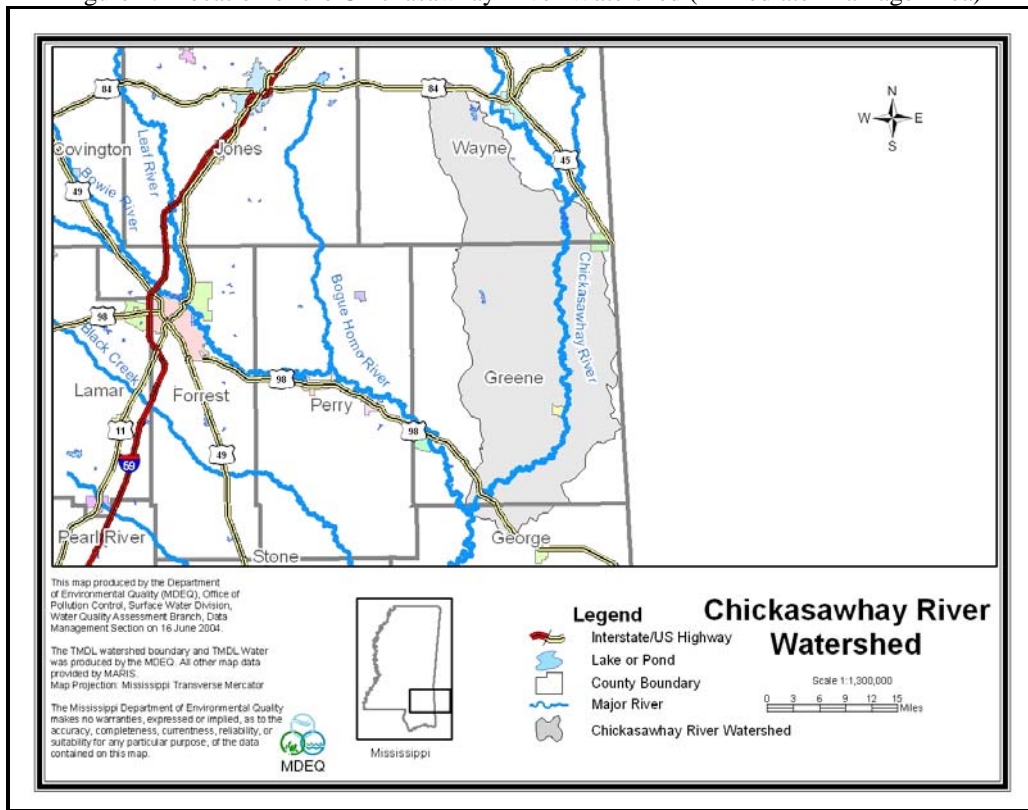 84
84
N
W E
S
Leaf River
Covington
Jones
Wayne
45
Bowie River
49
Chickasawhay River
Bogue Homo River
98
Black Creek
98
Greene
Lamar
Forrest
Perry
98
11
49
59
Pearl River
Stone
George
This map produced by the Department
of Environmental Quality (MDEQ), Office of
Pollution Control, Surface Water Division,
Water Quality Assessment Branch, Data
Management Section on 16 June 2004.
The TMDL watershed boundary and TMDL Water
was produced by the MDEQ. All other map data
provided by MARIS.
Map Projection: Mississippi Transverse Mercator
The Mississippi Department of Environmental Quality
makes no warranties, expressed or implied, as to the
accuracy, completeness, currentness, reliability, or
suitability for any particular purpose, of the data
contained on this map.
MDEQ
Mississippi
Legend
Interstate/US Highway
Lake or Pond
County Boundary
Major River
Chickasawhay River Watershed
Chickasawhay River
Watershed
Scale 1:1,300,000
0 3 6 9 12 15
Miles